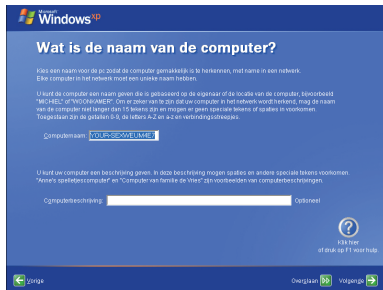 Microsoft
Windows xp
Wat is de naam van de computer?
Kies een naam voor de pc zodat de computer gemakkelijk is te herkennen, met name in een netwerk.
Elke computer in het netwerk moet een unieke naam hebben.
U kunt de computer een naam geven die is gebaseerd op de eigenaar of de locatie van de computer, bijvoorbeeld
"MICHIEL" of "WOONKAMER". Om er zeker van te zijn dat uw computer in het netwerk wordt herkend, mag de naam
van de computer niet langer dan 15 tekens zijn en mogen er geen speciale tekens of spaties in voorkomen.
Toegestaan zijn de getallen 0-9, de letters A-Z en a-z en verbindingsstreepjes.
Computernaam: YOUR-SEXWEUM4E7
U kunt uw computer een beschrijving geven. In deze beschrijving mogen spaties en andere speciale tekens voorkomen.
"Anne's spelletjescomputer" en "Computer van familie de Vries" zijn voorbeelden van computerbeschrijvingen.
Computerbeschrijving: Optioneel
Klik hier
of druk op F1 voor hulp.
Vorige Overslaan Volgende